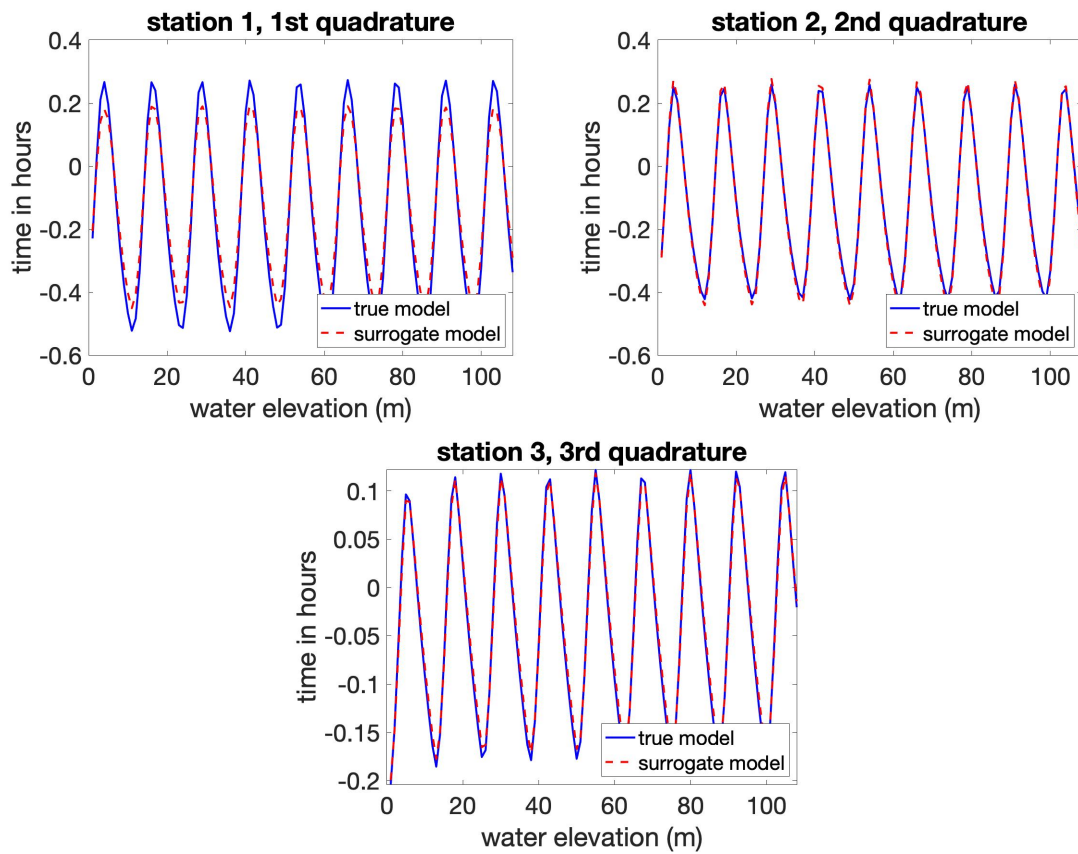 station 1, 1st quadrature
0.4
0.2
0
-0.2
-0.4
-0.6
time in hours
true model
surrogate model
0 20 40 60 80 100
water elevation (m)
station 2, 2nd quadrature
0.4
0.2
0
-0.2
-0.4
-0.6
time in hours
true model
surrogate model
0 20 40 60 80 100
water elevation (m)
station 3, 3rd quadrature
0.1
0.05
0
-0.05
-0.1
-0.15
-0.2
time in hours
true model
surrogate model
0 20 40 60 80 100
water elevation (m)